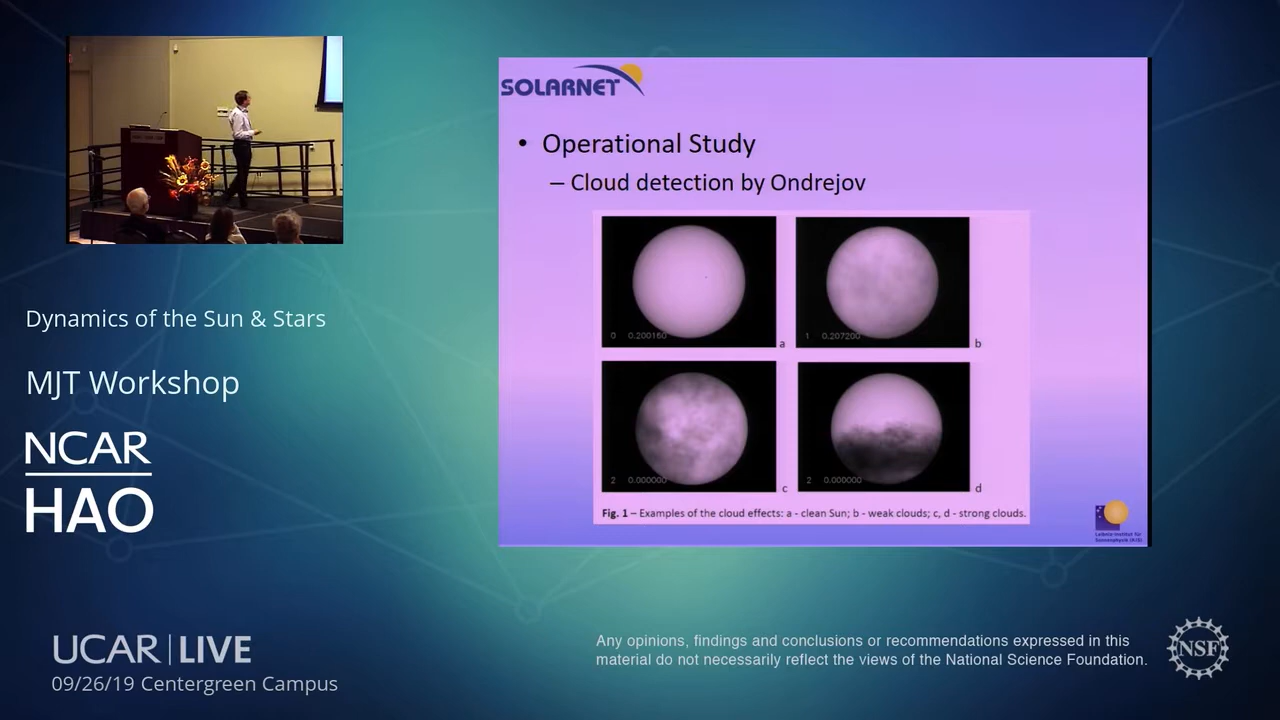 SOLARNET
• Operational Study
– Cloud detection by Ondrejov
0 0.200160
a
1 0.207200
b
2 0.000000
c
2 0.000000
d
Fig. 1 – Examples of the cloud effects: a - clean Sun; b - weak clouds; c, d - strong clouds.
Leibniz-Institut für
Sonnenphysik (KIS)
Dynamics of the Sun & Stars
MJT Workshop
NCAR
HAO
UCAR | LIVE
09/26/19 Centergreen Campus
Any opinions, findings and conclusions or recommendations expressed in this
material do not necessarily reflect the views of the National Science Foundation.
NSF